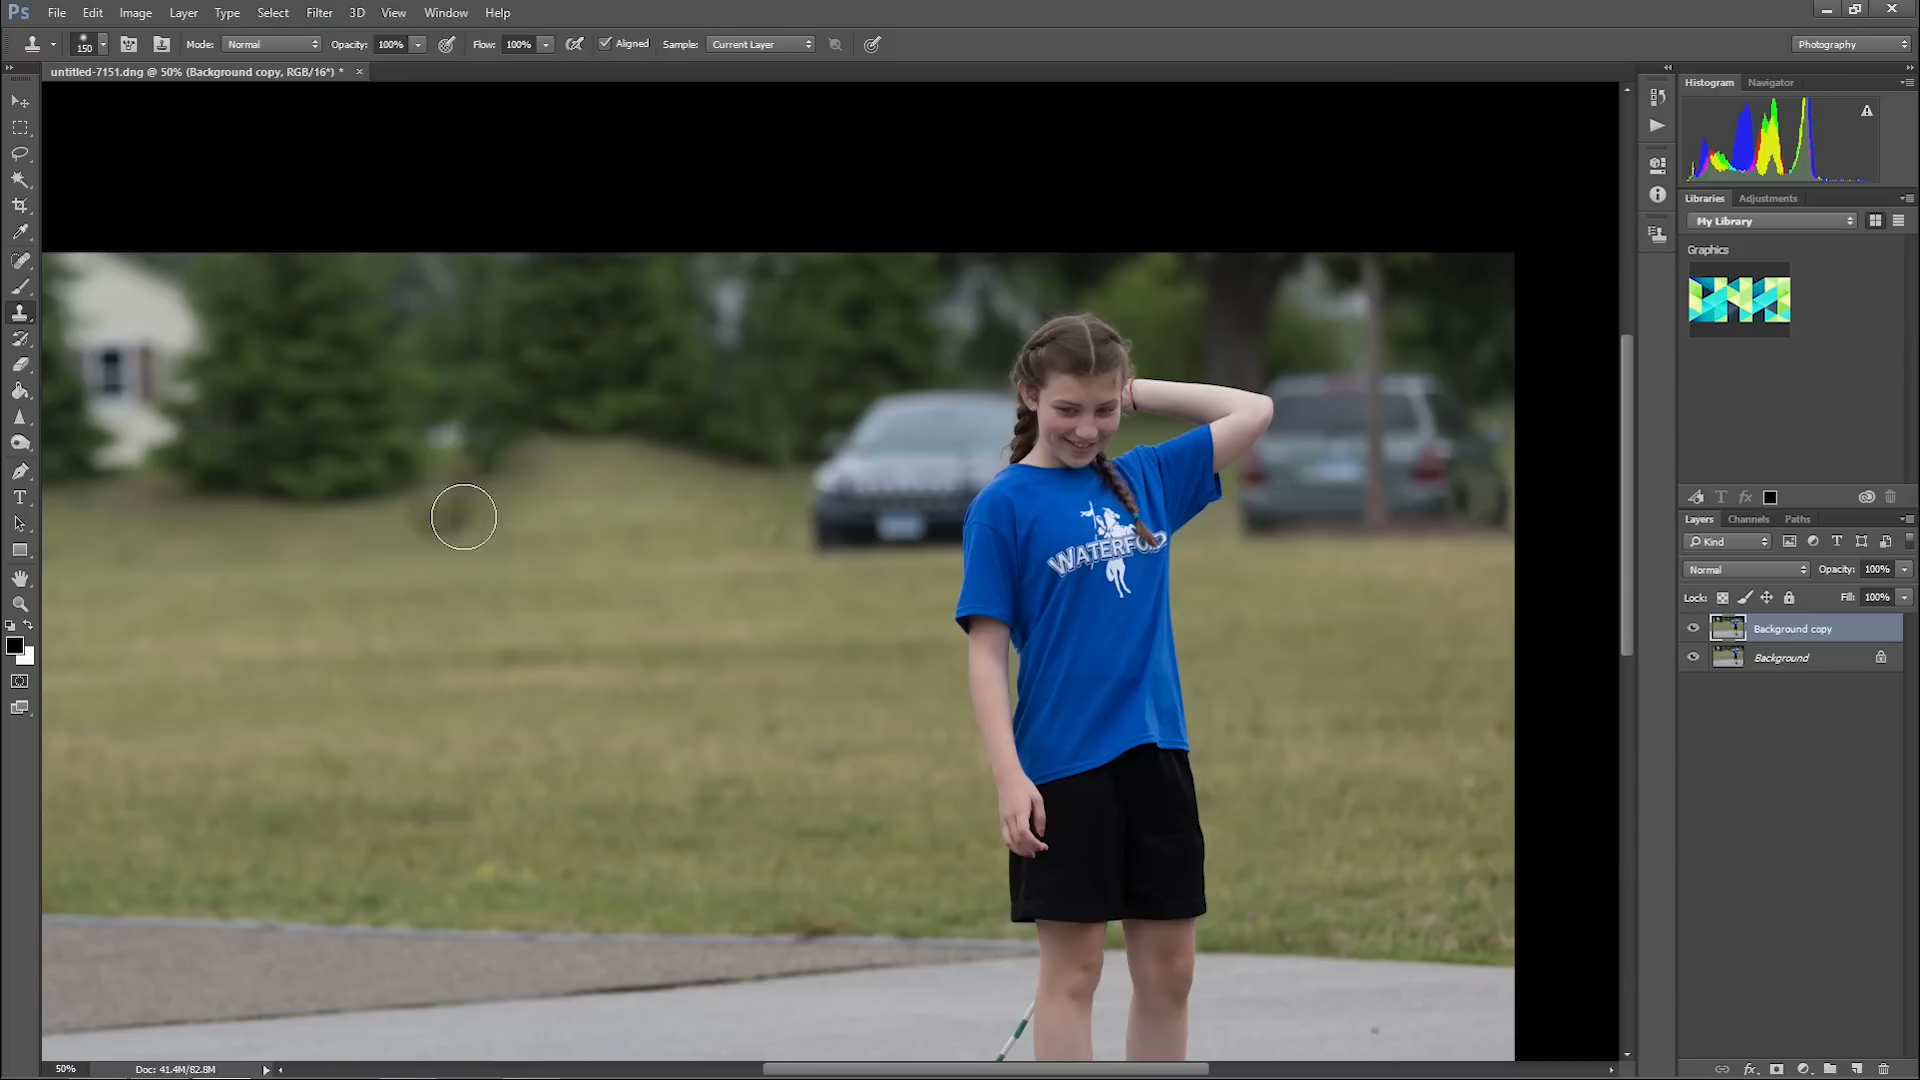 Ps File Edit Image Layer Type Select Filter 3D View Window Help
150 Mode: Normal Opacity: 100% Flow: 100% Aligned Sample: Current Layer Photography
untitled-7151.dng @ 50% (Background copy, RGB/16*) * ×
Histogram Navigator
Libraries Adjustments
My Library
Graphics
WATERFORD
T fx
Layers Channels Paths
Kind T
Normal Opacity: 100%
Lock: Fill: 100%
Background copy
Background
T
50% Doc: 41.4M/82.8M fx